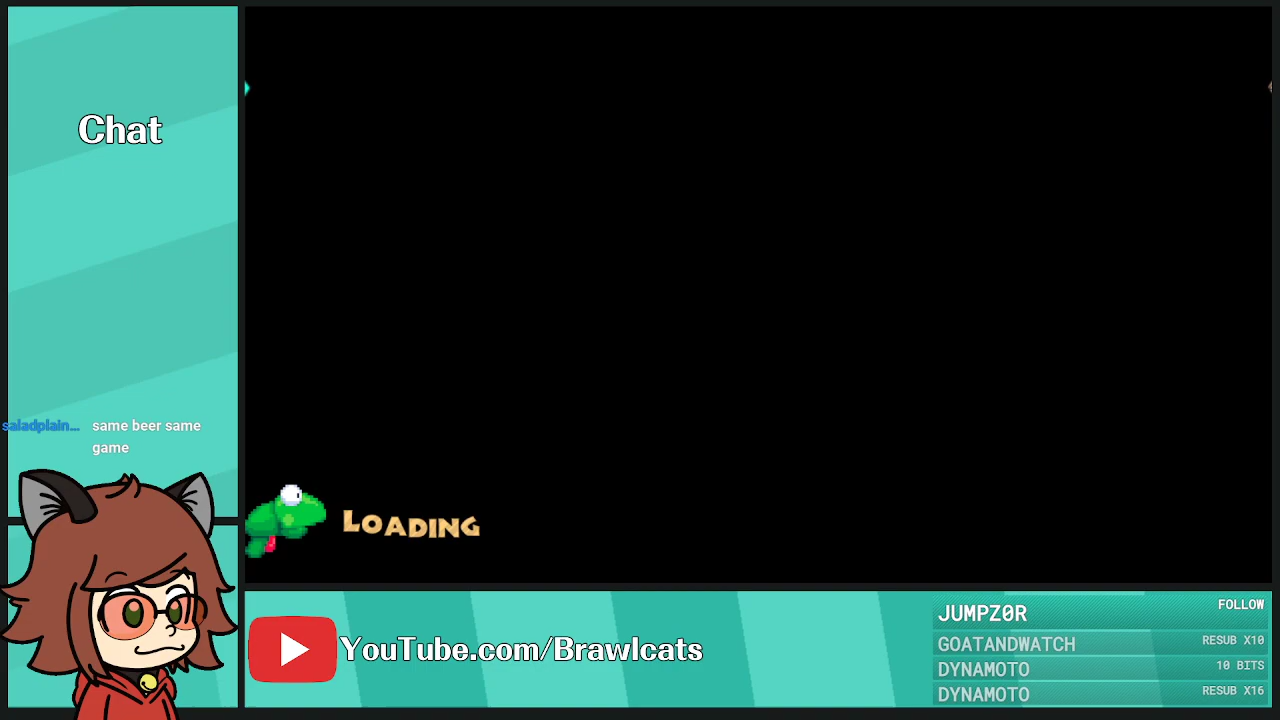 Chat
saladplain... same beer same
game
LOADING
YouTube.com/Brawlcats
JUMPZ0R FOLLOW
GOATANDWATCH RESUB X10
DYNAMOTO 10 BITS
DYNAMOTO RESUB X16